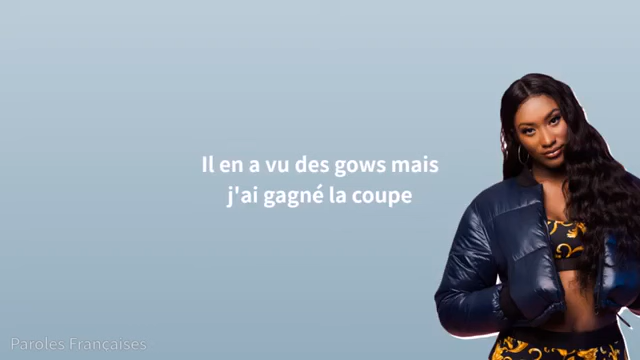 Il en a vu des gows mais
j'ai gagné la coupe
Paroles Françaises